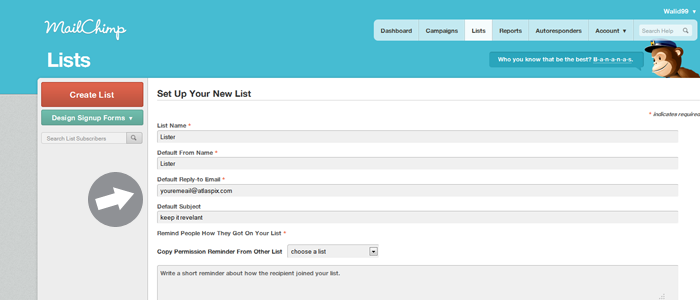 Walid99
MailChimp
Dashboard Campaigns Lists Reports Autoresponders Account Search Help
Lists
Who you know that be the best? B-a-n-a-n-a-s.
Create List
Set Up Your New List
Design Signup Forms
* indicates require
Search List Subscribers
List Name *
Lister
Default From Name *
Lister
Default Reply-to Email *
youremeail@atlaspix.com
Default Subject
keep it revelant
Remind People How They Got On Your List *
Copy Permission Reminder From Other List choose a list
Write a short reminder about how the recipient joined your list.